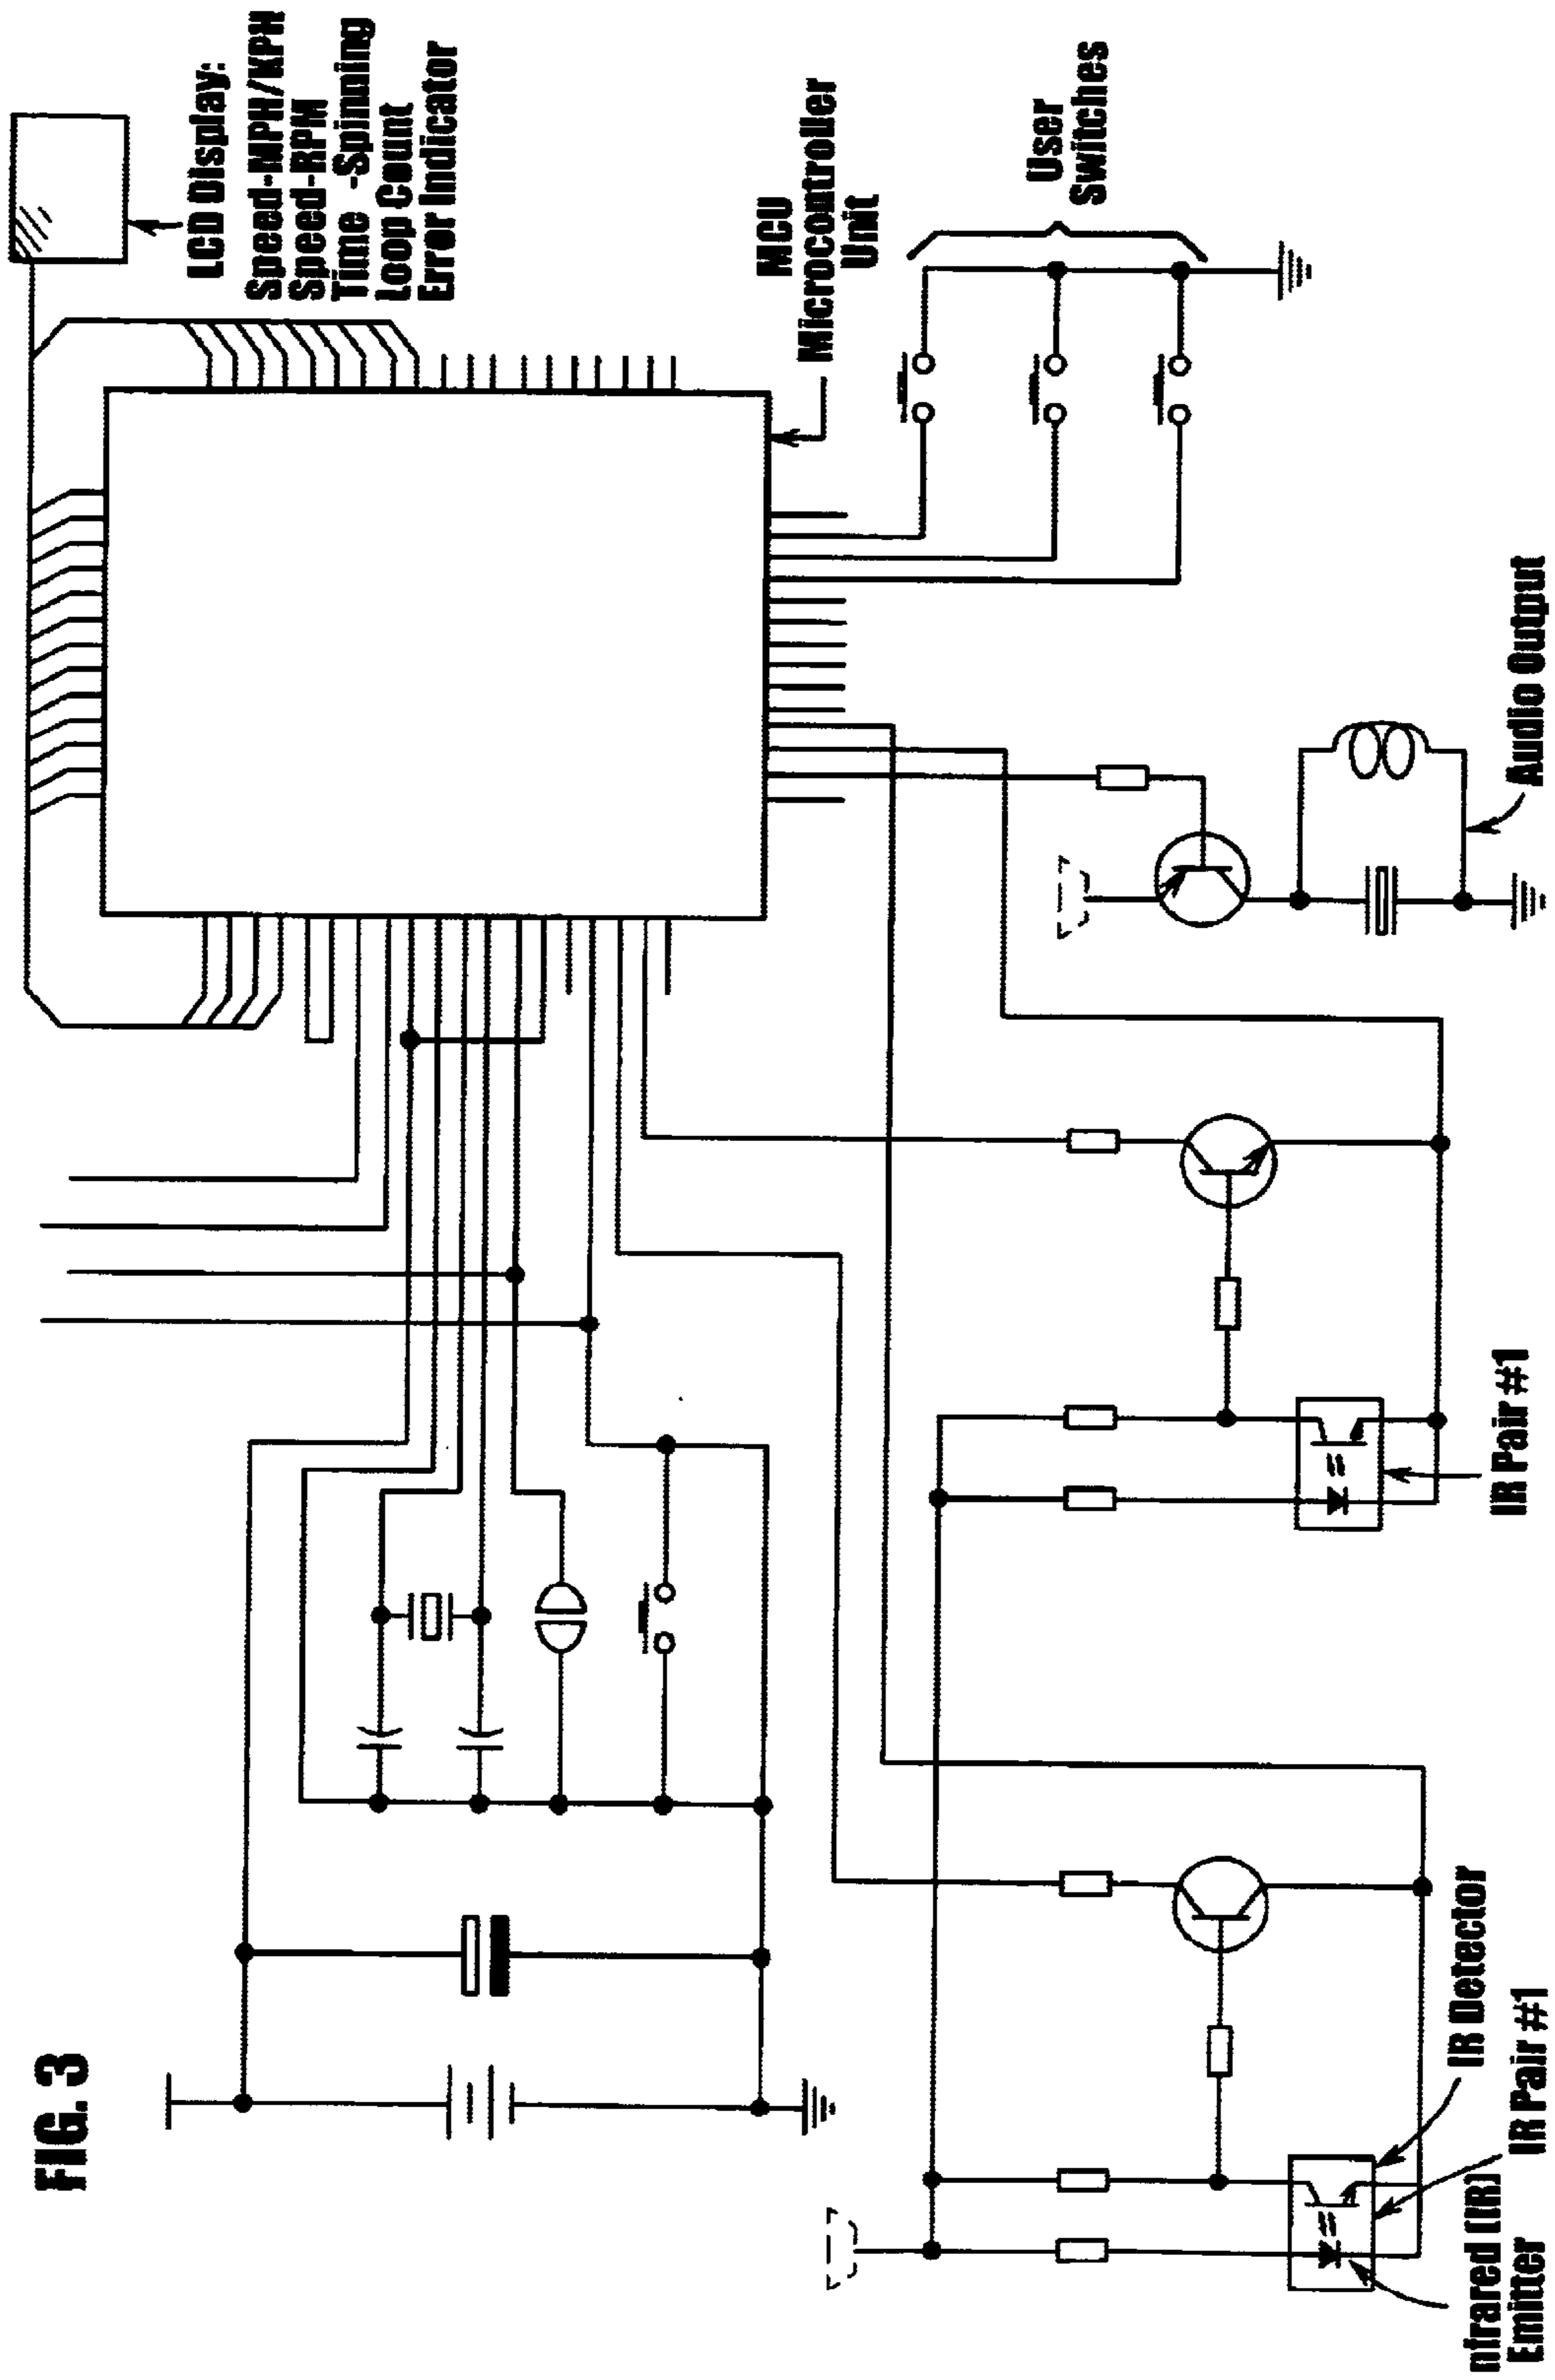 FIG. 3
LCD Display:
Speed-MPH/KPH
Speed-RPM
Time -Spinning
Loop Count
Error Indicator
MCU
Microcontroller
Unit
User
Switches
Audio Output
IR Pair #1
IR Detector
IR Pair #1
nfrared (IR)
Emitter